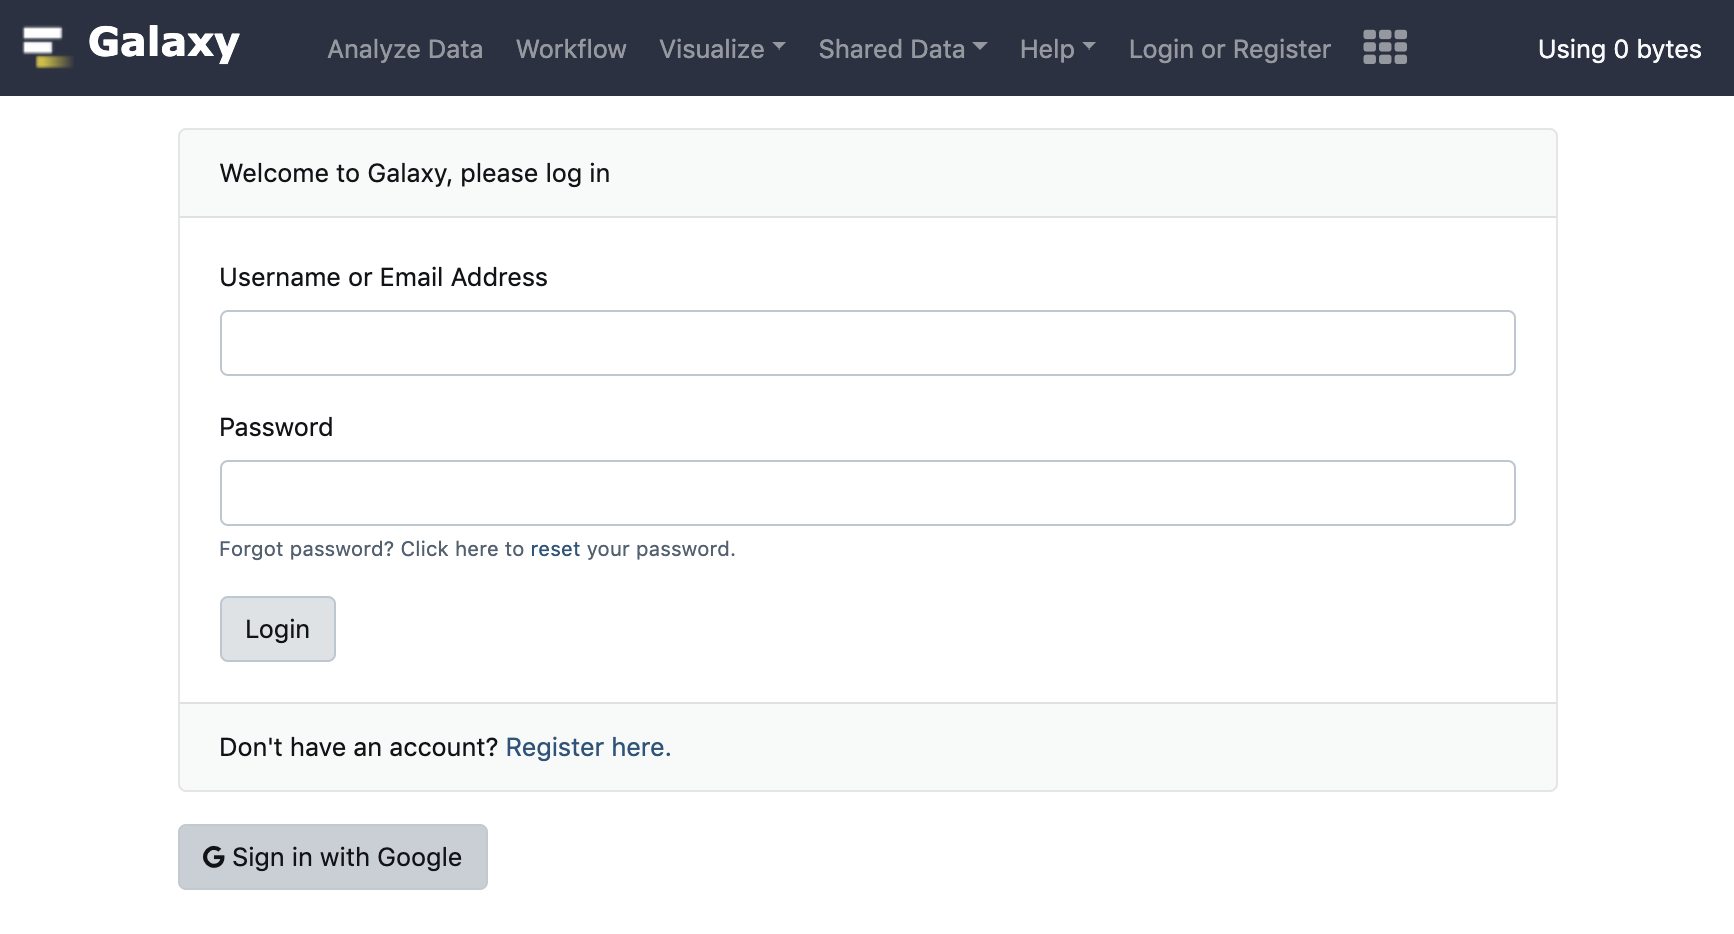 Galaxy Analyze Data Workflow Visualize Shared Data Help Login or Register Using 0 bytes
Welcome to Galaxy, please log in
Username or Email Address
Password
Forgot password? Click here to reset your password.
Login
Don't have an account? Register here.
G Sign in with Google